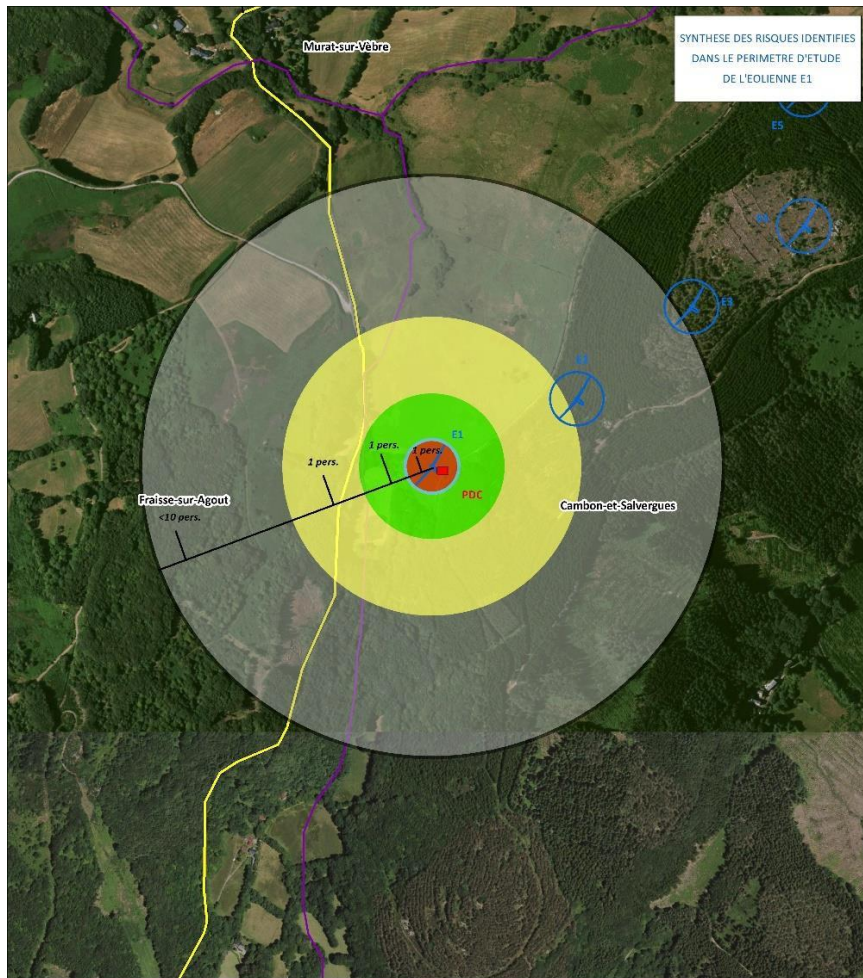 SYNTHESE DES RISQUES IDENTIFIES
DANS LE PERIMETRE D'ETUDE
DE L'EOLIENNE E1
Murat-sur-Vèbre
E5
E3
E1
1 pers.
1 pers.
1 pers.
PDC
Fraisse-sur-Agout
Cambon-et-Salvergues
<10 pers.